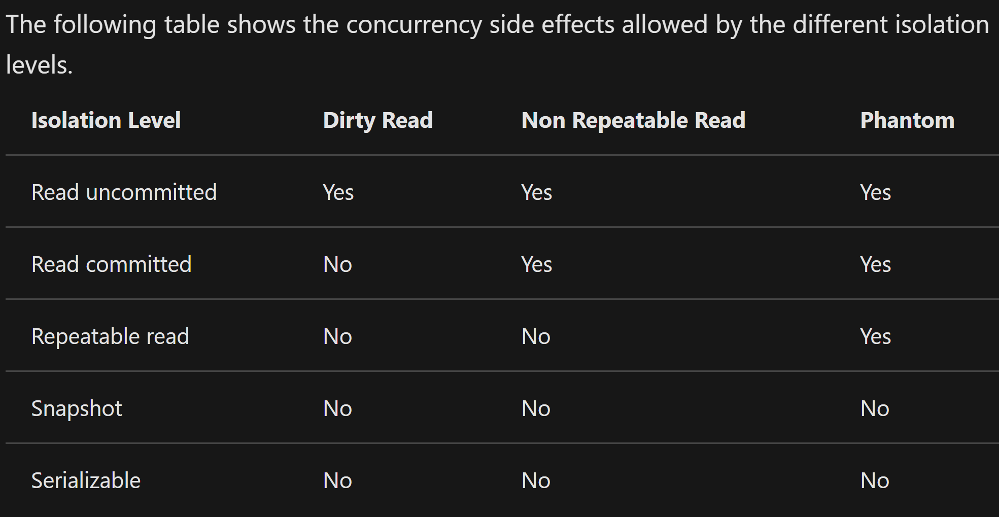 The following table shows the concurrency side effects allowed by the different isolation
levels.
Isolation Level Dirty Read Non Repeatable Read Phantom
Read uncommitted Yes Yes Yes
Read committed No Yes Yes
Repeatable read No No Yes
Snapshot No No No
Serializable No No No